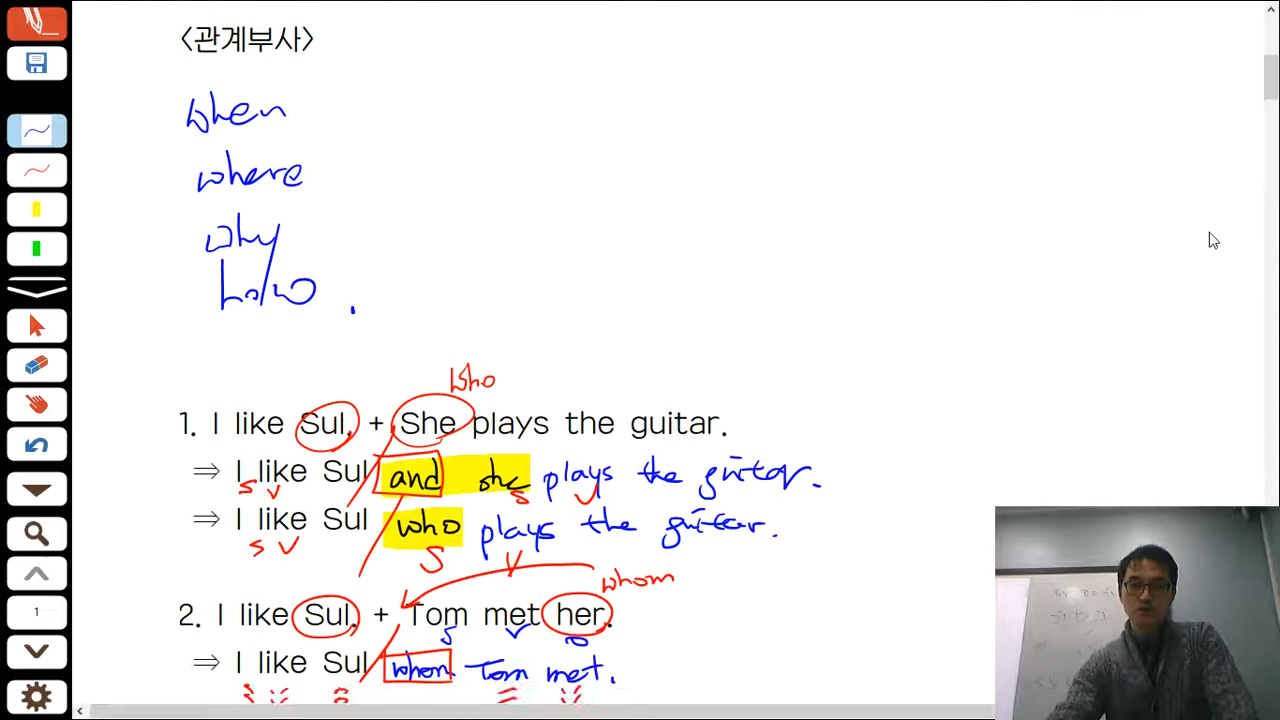 <관계부사>
when
where
why
how.
who
1. I like Sul. + She plays the guitar.
⇒ I like Sul and she plays the guitar.
S V S V
⇒ I like Sul who plays the guitar.
S V S V
whom
2. I like Sul. + Tom met her.
S V O
⇒ I like Sul whom Tom met.
1